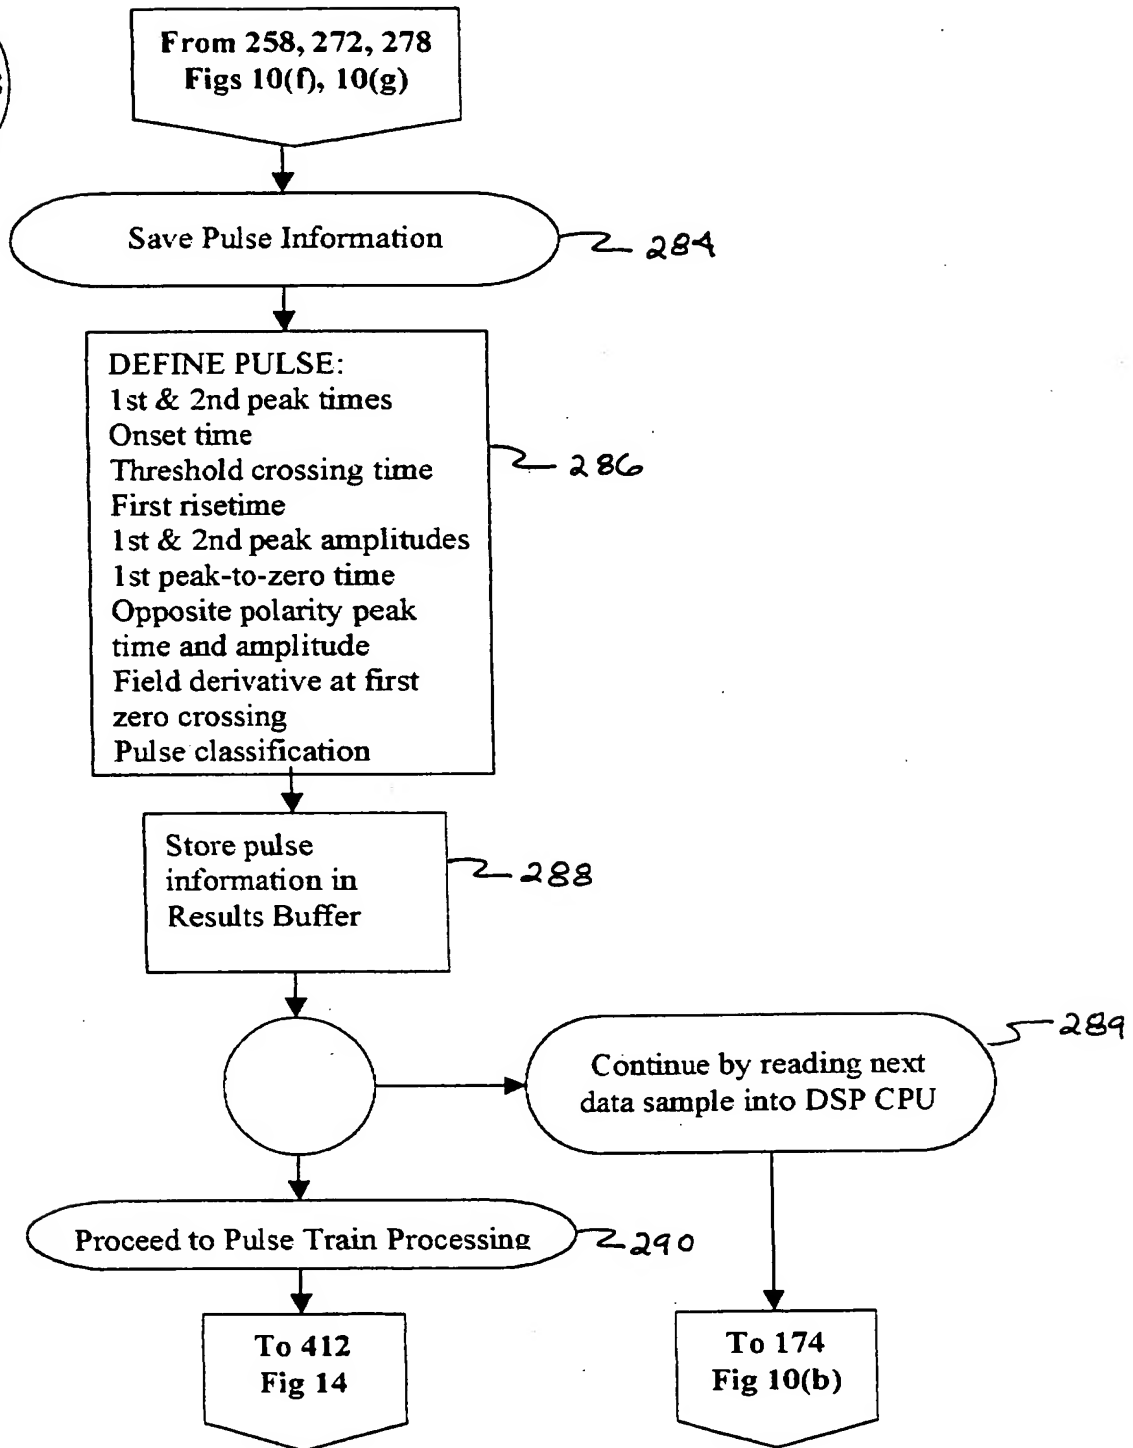 From 258, 272, 278
Figs 10(f), 10(g)
Save Pulse Information
284
DEFINE PULSE:
1st & 2nd peak times
Onset time
Threshold crossing time
First risetime
1st & 2nd peak amplitudes
1st peak-to-zero time
Opposite polarity peak
time and amplitude
Field derivative at first
zero crossing
Pulse classification
286
Store pulse
information in
Results Buffer
288
Continue by reading next
data sample into DSP CPU
289
Proceed to Pulse Train Processing
290
To 412
Fig 14
To 174
Fig 10(b)